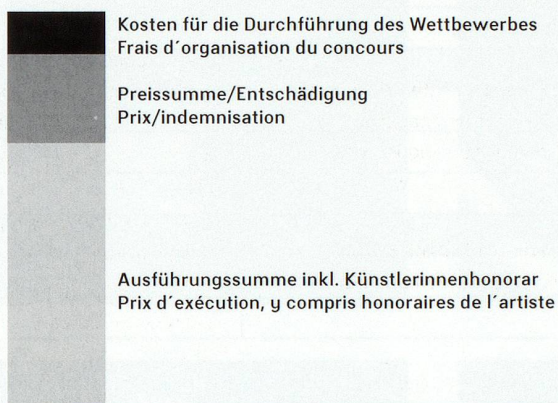 Kosten für die Durchführung des Wettbewerbes
Frais d´organisation du concours
Preissumme/Entschädigung
Prix/indemnisation
Ausführungssumme inkl. Künstlerinnenhonorar
Prix d´exécution, y compris honoraires de l´artiste